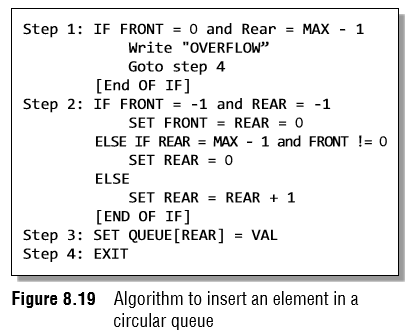 Step 1: IF FRONT = 0 and Rear = MAX - 1
Write "OVERFLOW”
Goto step 4
[End OF IF]
Step 2: IF FRONT = -1 and REAR = -1
SET FRONT = REAR = 0
ELSE IF REAR = MAX - 1 and FRONT != 0
SET REAR = 0
ELSE
SET REAR = REAR + 1
[END OF IF]
Step 3: SET QUEUE[REAR] = VAL
Step 4: EXIT
Figure 8.19 Algorithm to insert an element in a
circular queue